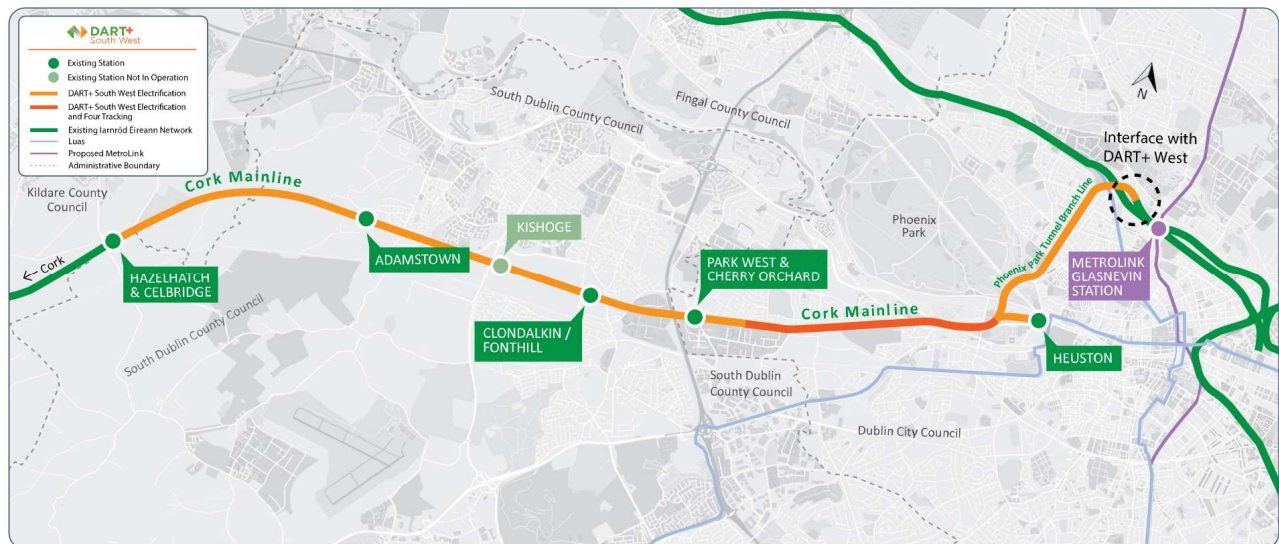 DART+
South West
Existing Station
Existing Station Not In Operation
DART+ South West Electrification
DART+ South West Electrification
and Four Tracking
Existing Iarnród Éireann Network
Luas
Proposed MetroLink
Administrative Boundary
Kildare County
Council
Cork Mainline
South Dublin County Council
Fingal County Council
N
Interface with
DART+ West
Phoenix
Park
Phoenix Park Tunnel Branch Line
METROLINK
GLASNEVIN
STATION
← Cork
HAZELHATCH
& CELBRIDGE
ADAMSTOWN
KISHOGE
CLONDALKIN /
FONTHILL
PARK WEST &
CHERRY ORCHARD
Cork Mainline
HEUSTON
South Dublin County Council
South Dublin
County Council
Dublin City Council